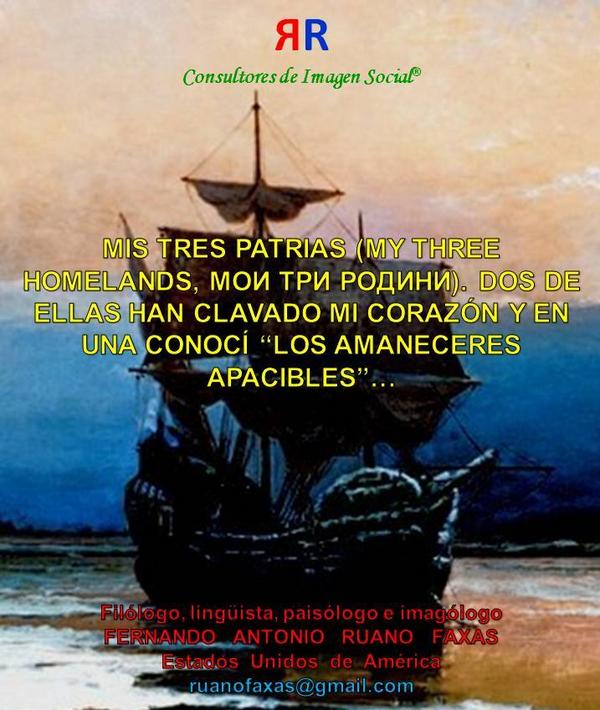 ЯR
Consultores de Imagen Social®
MIS TRES PATRIAS (MY THREE
HOMELANDS, МОИ ТРИ РОДИНИ). DOS DE
ELLAS HAN CLAVADO MI CORAZÓN Y EN
UNA CONOCÍ “LOS AMANECERES
APACIBLES”...
Filólogo, lingüista, paisólogo e imagólogo
FERNANDO ANTONIO RUANO FAXAS
Estados Unidos de América
ruanofaxas@gmail.com